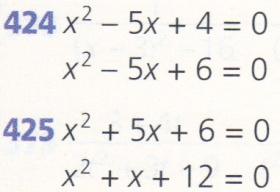 424 x² − 5x + 4 = 0
x² − 5x + 6 = 0
425 x² + 5x + 6 = 0
x² + x + 12 = 0